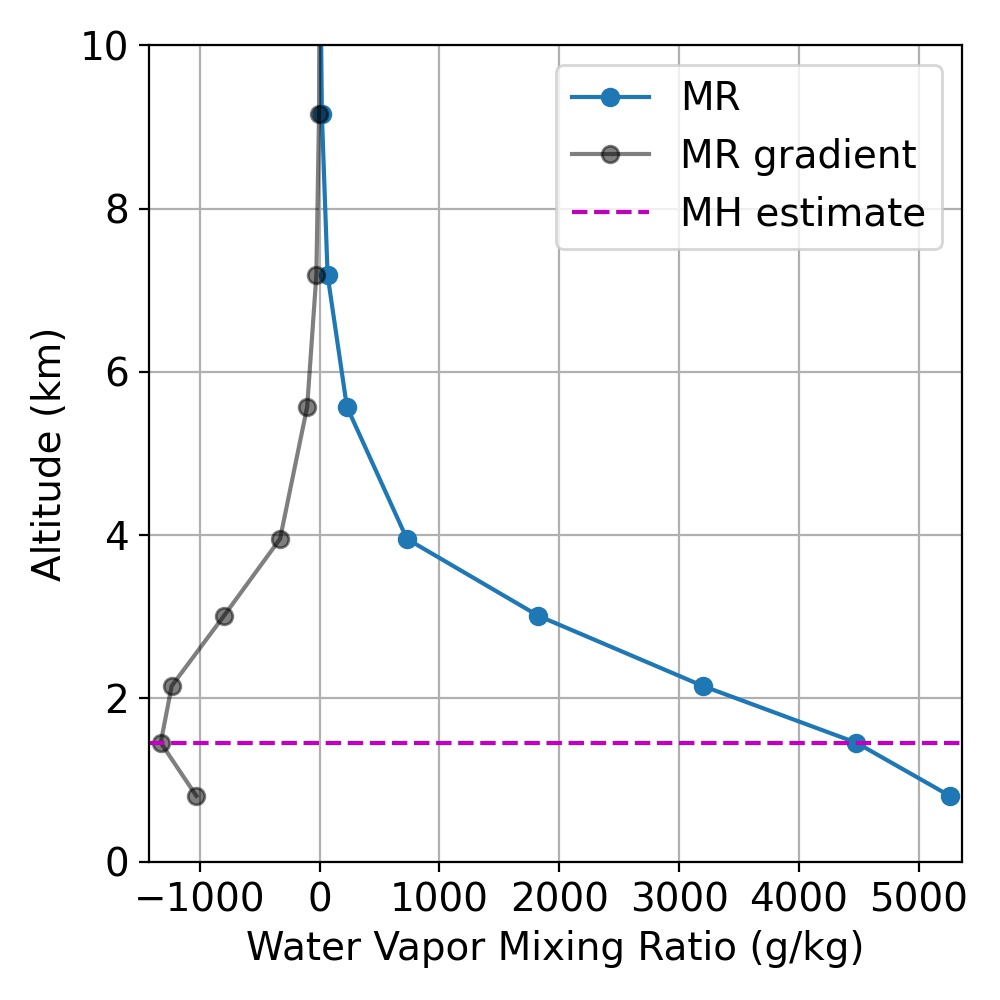 10
8
6
4
2
0
Altitude (km)
MR
MR gradient
MH estimate
−1000 0 1000 2000 3000 4000 5000
Water Vapor Mixing Ratio (g/kg)